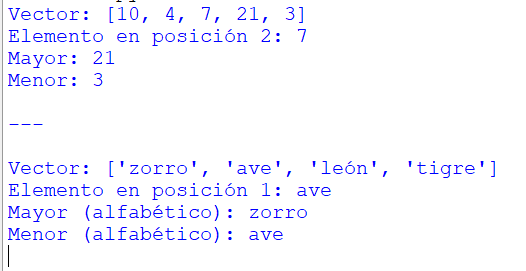 Vector: [10, 4, 7, 21, 3]
Elemento en posición 2: 7
Mayor: 21
Menor: 3
---
Vector: ['zorro', 'ave', 'león', 'tigre']
Elemento en posición 1: ave
Mayor (alfabético): zorro
Menor (alfabético): ave